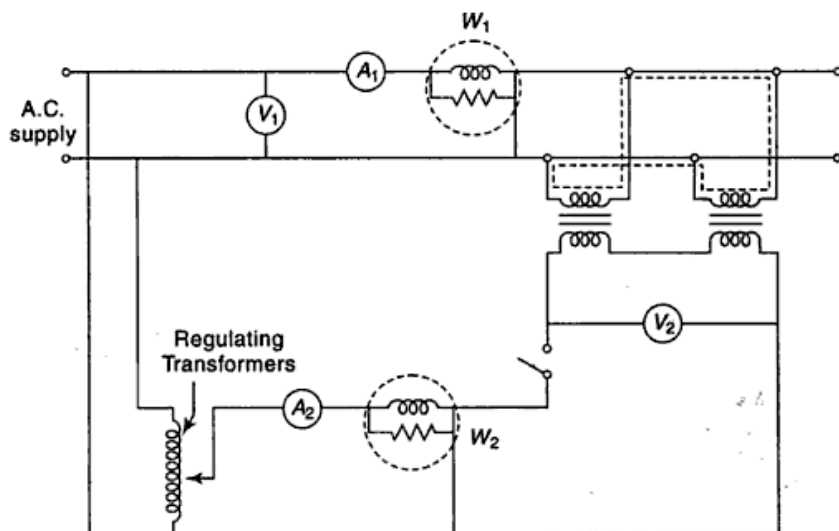 W1
A1
A.C.
supply
V1
V2
Regulating
Transformers
A2
W2